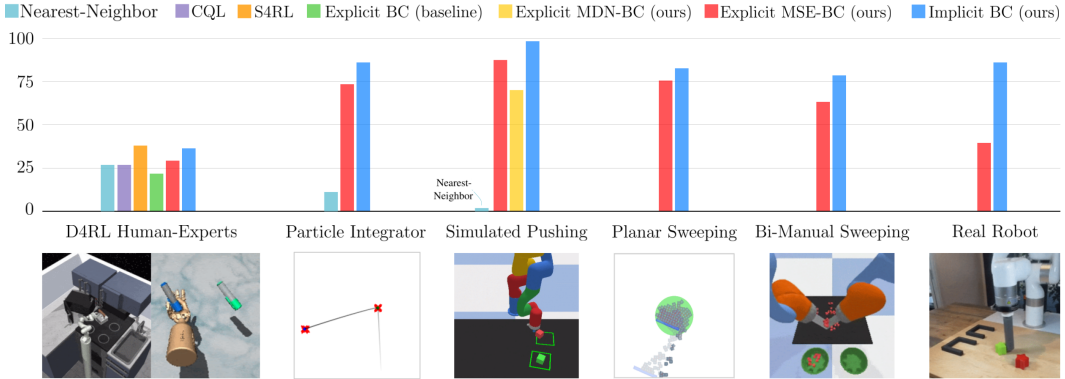 Nearest-Neighbor CQL S4RL Explicit BC (baseline) Explicit MDN-BC (ours) Explicit MSE-BC (ours) Implicit BC (ours)
100
75
50
25
0
Nearest-
Neighbor
D4RL Human-Experts Particle Integrator Simulated Pushing Planar Sweeping Bi-Manual Sweeping Real Robot